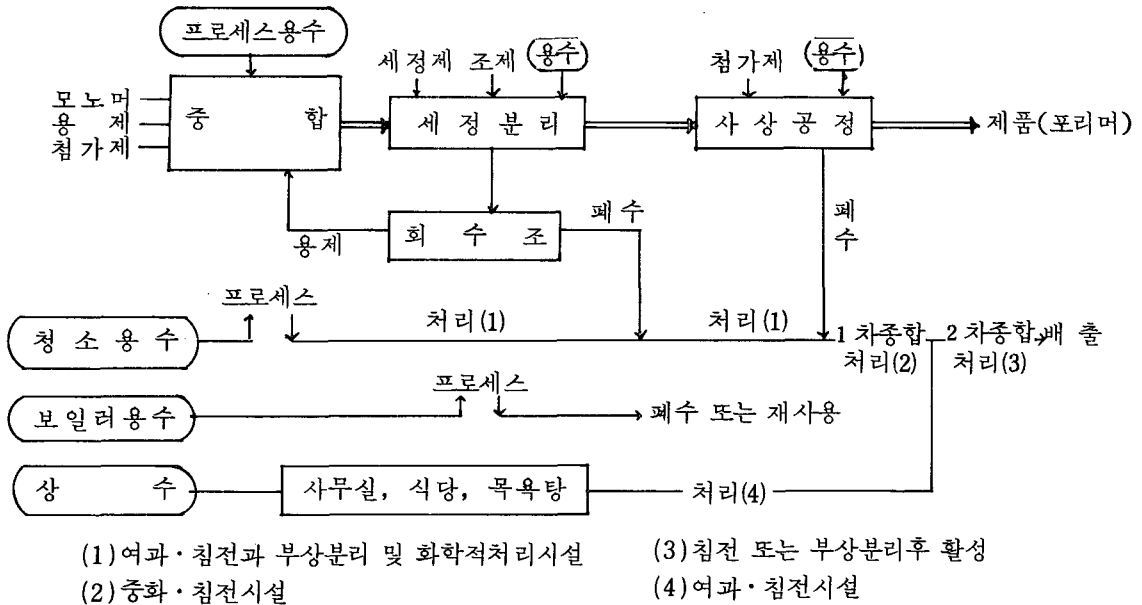 프로세스용수
세정제 조제 용수
첨가제 용수
모노머
용 제
첨가제
중 합
세 정 분 리
사 상 공 정
제품(포리머)
용제
회 수 조
폐 수
폐
수
프로세스
청 소 용 수
처리(1)
처리(1)
1 차종합
처리(2)
2 차종합
처리(3)
배 출
프로세스
보 일 러 용 수
폐수 또는 재사용
상 수
사무실, 식당, 목욕탕
처리(4)
(1)여과·침전과 부상분리 및 화학적처리시설
(2)중화·침전시설
(3)침전 또는 부상분리후 활성
(4)여과·침전시설